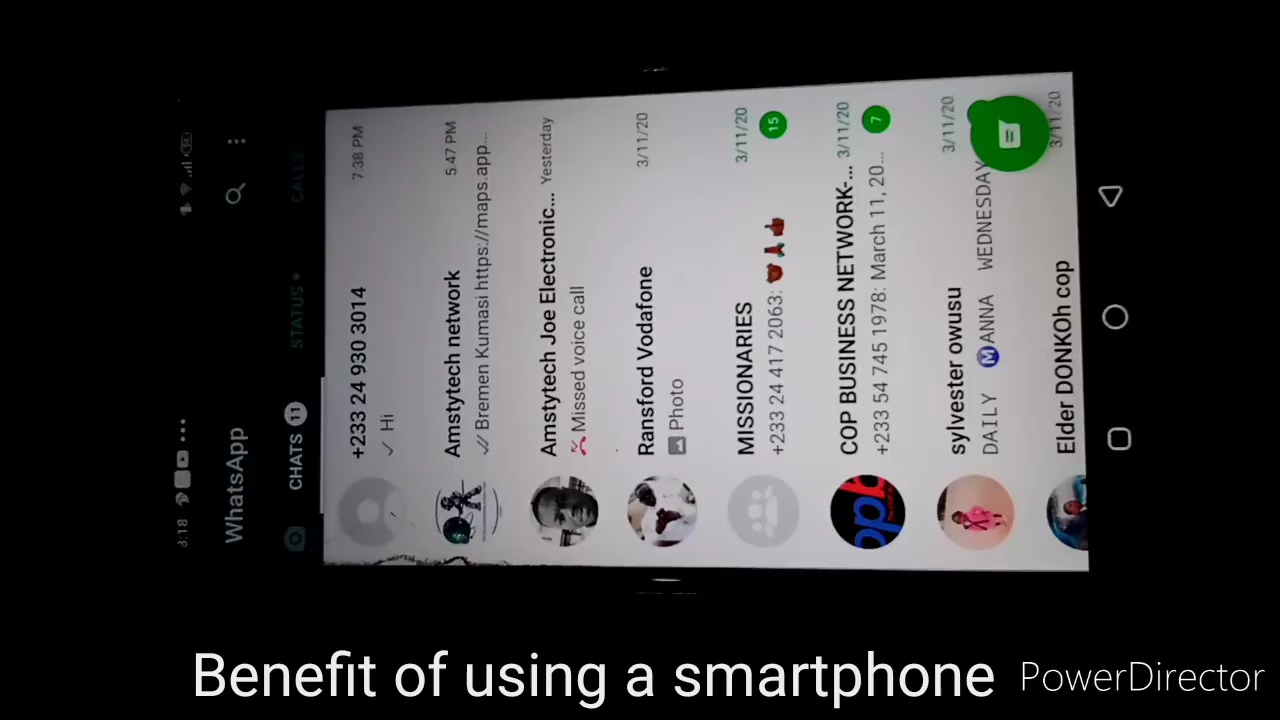 3:18
WhatsApp
CHATS 11
STATUS
CALLS
+233 24 930 3014
7:38 PM
Hi
Amstytech network
5:47 PM
Bremen Kumasi https://maps.app...
Amstytech Joe Electronic...
Yesterday
Missed voice call
Ransford Vodafone
3/11/20
Photo
MISSIONARIES
3/11/20
+233 24 417 2063:
15
COP BUSINESS NETWORK-...
3/11/20
+233 54 745 1978: March 11, 20...
7
sylvester owusu
3/11/20
DAILY MANNA WEDNESDAY
Elder DONKOh cop
3/11/20
Benefit of using a smartphone
PowerDirector